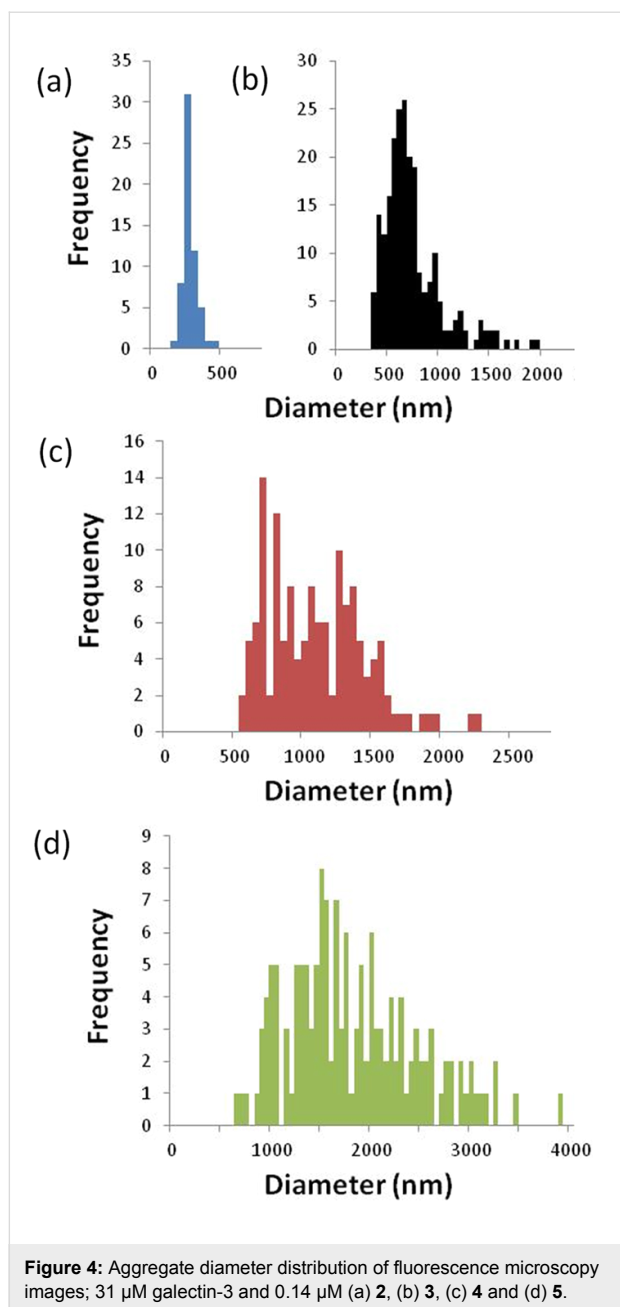 (a)
Frequency
35
30
25
20
15
10
5
0
0 500
(b)
30
25
20
15
10
5
0
0 500 1000 1500 2000
Diameter (nm)
(c)
Frequency
16
14
12
10
8
6
4
2
0
0 500 1000 1500 2000 2500
Diameter (nm)
(d)
Frequency
9
8
7
6
5
4
3
2
1
0
0 1000 2000 3000 4000
Diameter (nm)
Figure 4: Aggregate diameter distribution of fluorescence microscopy
images; 31 μM galectin-3 and 0.14 μM (a) 2, (b) 3, (c) 4 and (d) 5.